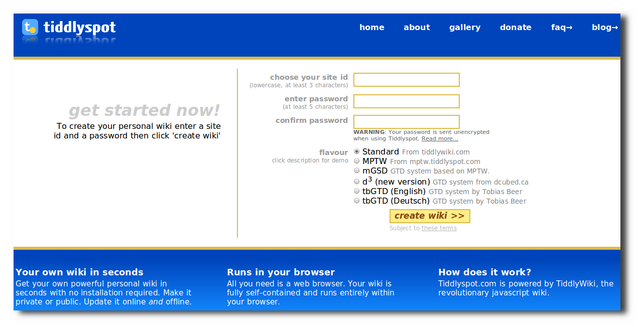 tiddlyspot
home about gallery donate faq→ blog→
get started now!
To create your personal wiki enter a site
id and a password then click 'create wiki'
choose your site id
(lowercase, at least 3 characters)
enter password
(at least 5 characters)
confirm password
WARNING: Your password is sent unencrypted
when using Tiddlyspot. Read more...
flavour
click description for demo
Standard From tiddlywiki.com
MPTW From mptw.tiddlyspot.com
mGSD GTD system based on MPTW.
d3 (new version) GTD system from dcubed.ca
tbGTD (English) GTD system by Tobias Beer
tbGTD (Deutsch) GTD system by Tobias Beer
create wiki >>
Subject to these terms
Your own wiki in seconds
Get your own powerful personal wiki in
seconds with no installation required. Make it
private or public. Update it online and offline.
Runs in your browser
All you need is a web browser. Your wiki is
fully self-contained and runs entirely within
your browser.
How does it work?
Tiddlyspot.com is powered by TiddlyWiki, the
revolutionary javascript wiki.